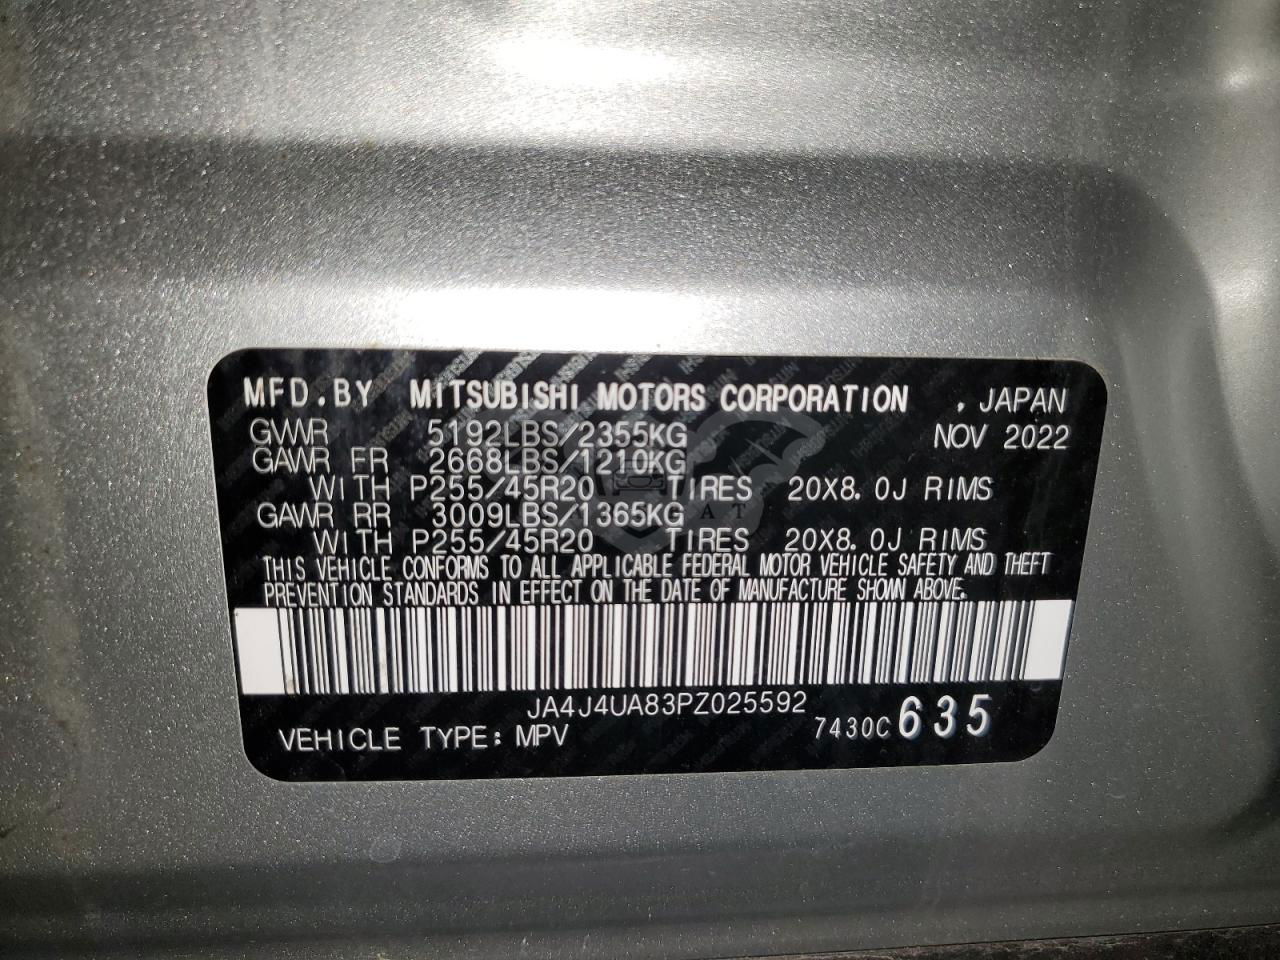 MFD.BY MITSUBISHI MOTORS CORPORATION , JAPAN
GVWR 5192LBS/2355KG NOV 2022
GAWR FR 2668LBS/1210KG
WITH P255/45R20 TIRES 20X8.0J RIMS
GAWR RR 3009LBS/1365KG
WITH P255/45R20 TIRES 20X8.0J RIMS
THIS VEHICLE CONFORMS TO ALL APPLICABLE FEDERAL MOTOR VEHICLE SAFETY AND THEFT
PREVENTION STANDARDS IN EFFECT ON THE DATE OF MANUFACTURE SHOWN ABOVE.
JA4J4UA83PZ025592
VEHICLE TYPE: MPV 7430C 635